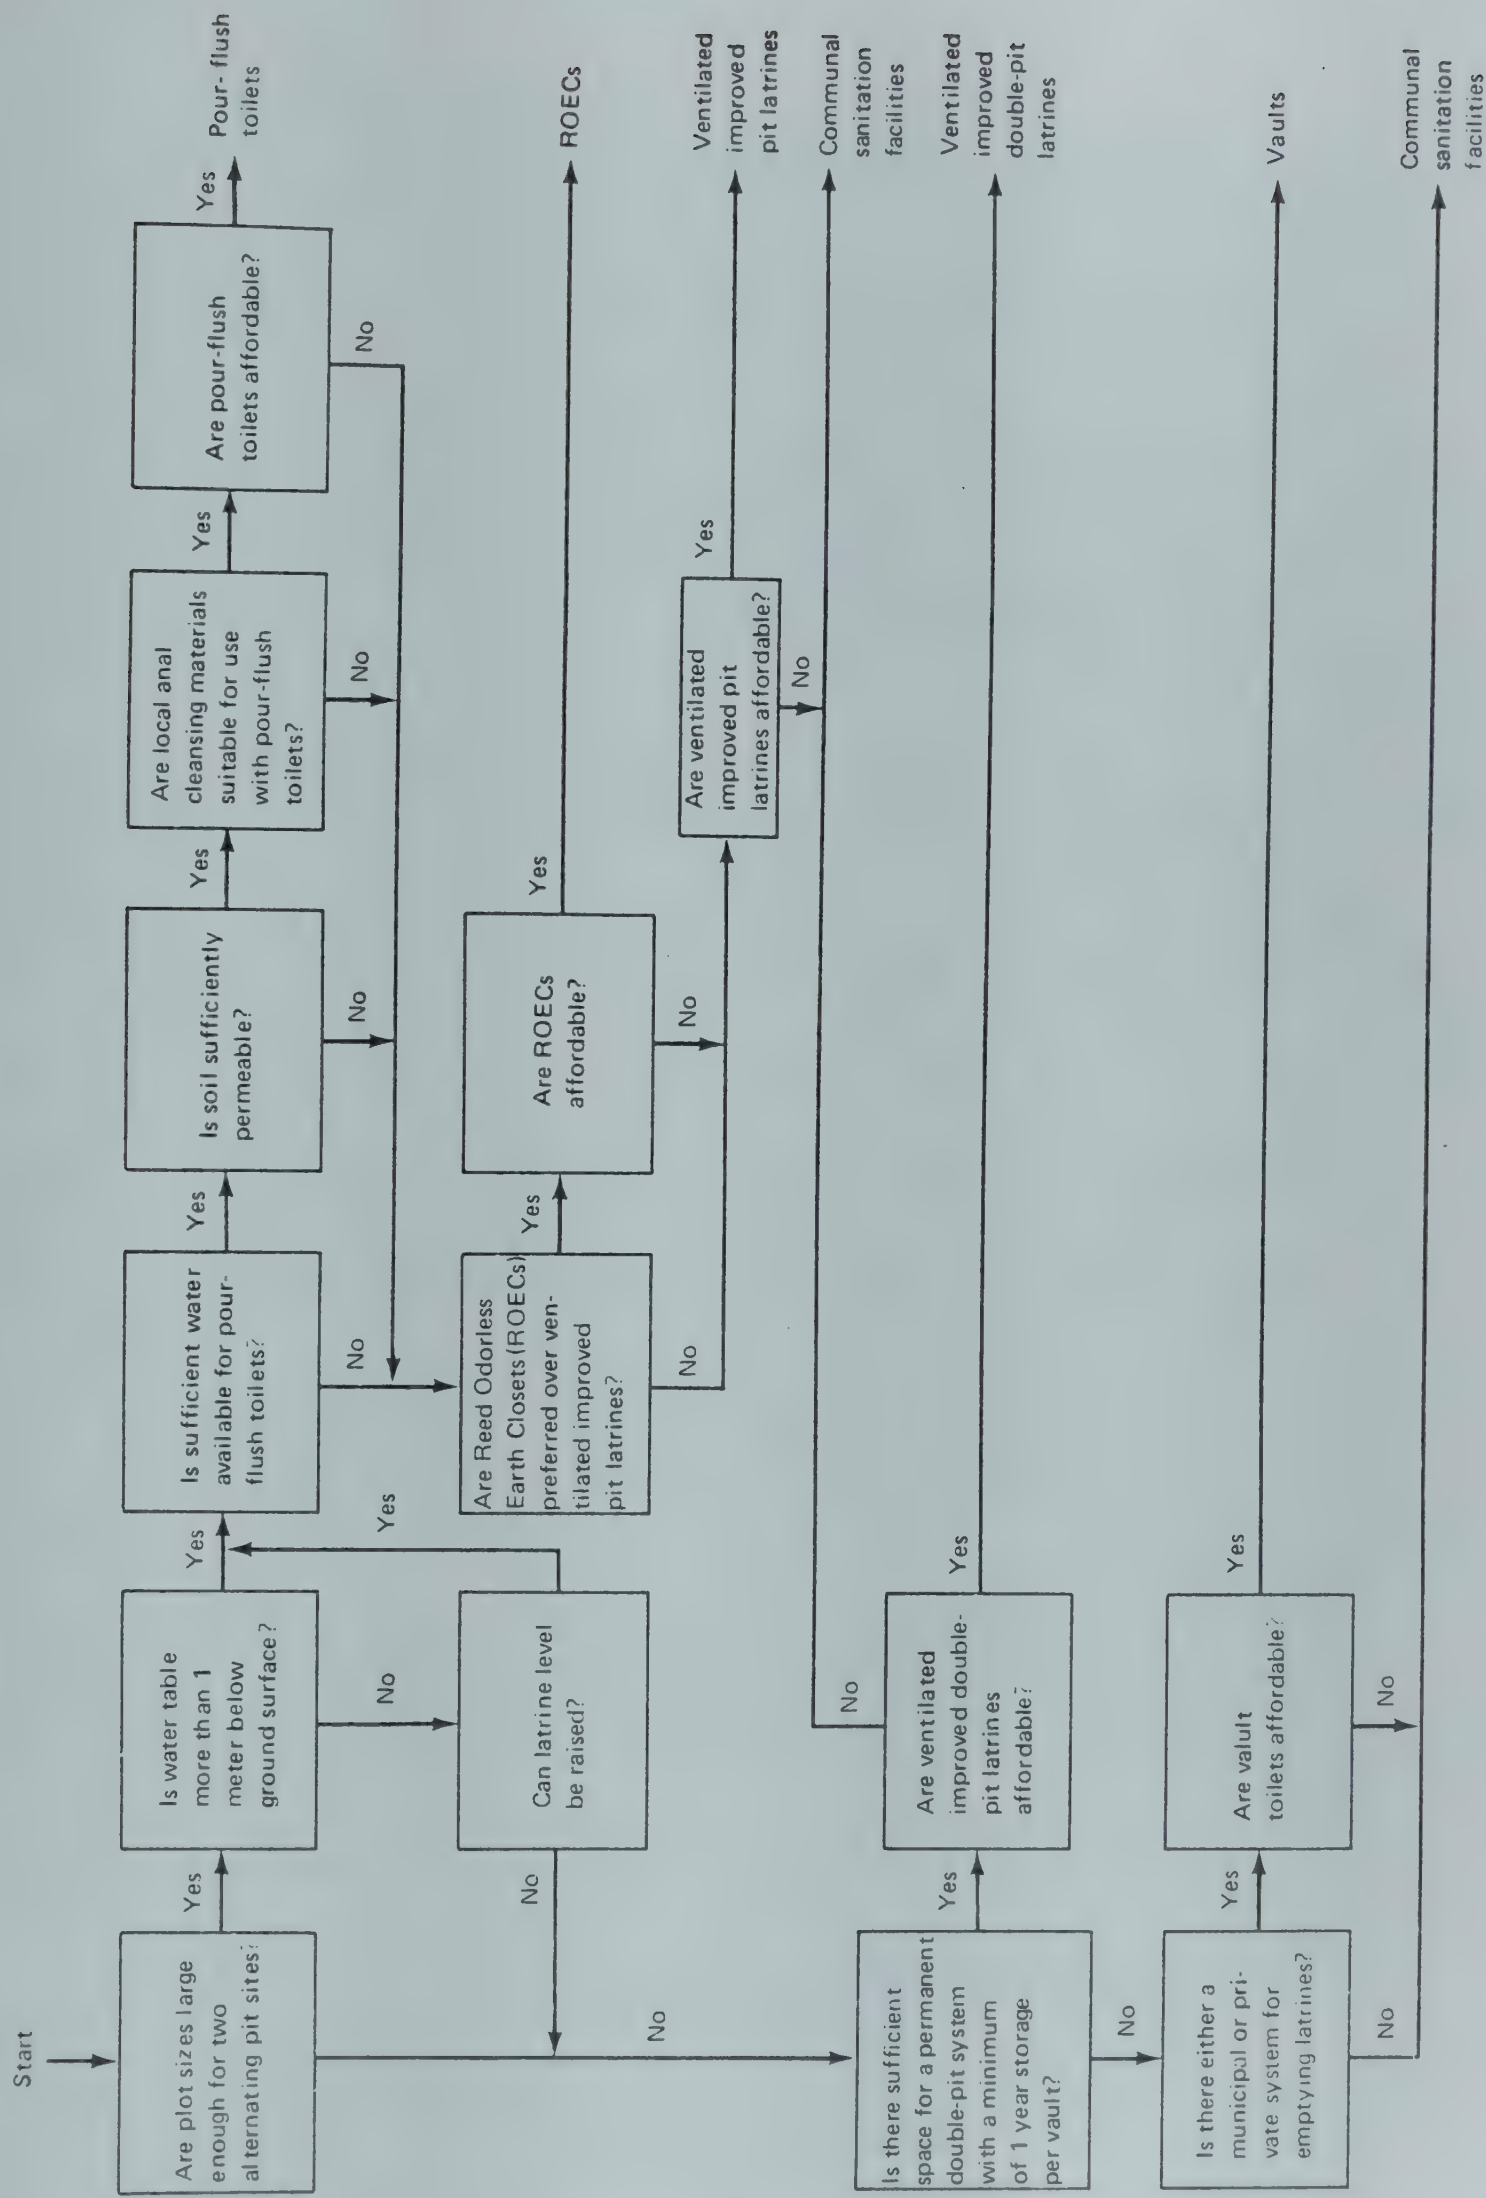 Start
Are plot sizes large
enough for two
alternating pit sites?
Yes
No
Is water table
more than 1
meter below
ground surface?
Yes
No
Can latrine level
be raised?
Yes
No
Is sufficient water
available for pour-
flush toilets?
Yes
No
Is soil sufficiently
permeable?
Yes
No
Are local anal
cleansing materials
suitable for use
with pour-flush
toilets?
Yes
No
Are pour-flush
toilets affordable?
Yes
No
Pour-flush
toilets
Are Reed Odorless
Earth Closets (ROECs)
preferred over ven-
tilated improved
pit latrines?
Yes
No
Are ROECs
affordable?
Yes
No
ROECs
Are ventilated
improved pit
latrines affordable?
Yes
No
Ventilated
improved
pit latrines
Communal
sanitation
facilities
Is there sufficient
space for a permanent
double-pit system
with a minimum
of 1 year storage
per vault?
Yes
No
Are ventilated
improved double-
pit latrines
affordable?
Yes
No
Ventilated
improved
double-pit
latrines
Is there either a
municipal or pri-
vate system for
emptying latrines?
Yes
No
Are valult
toilets affordable?
Yes
No
Vaults
Communal
sanitation
facilities